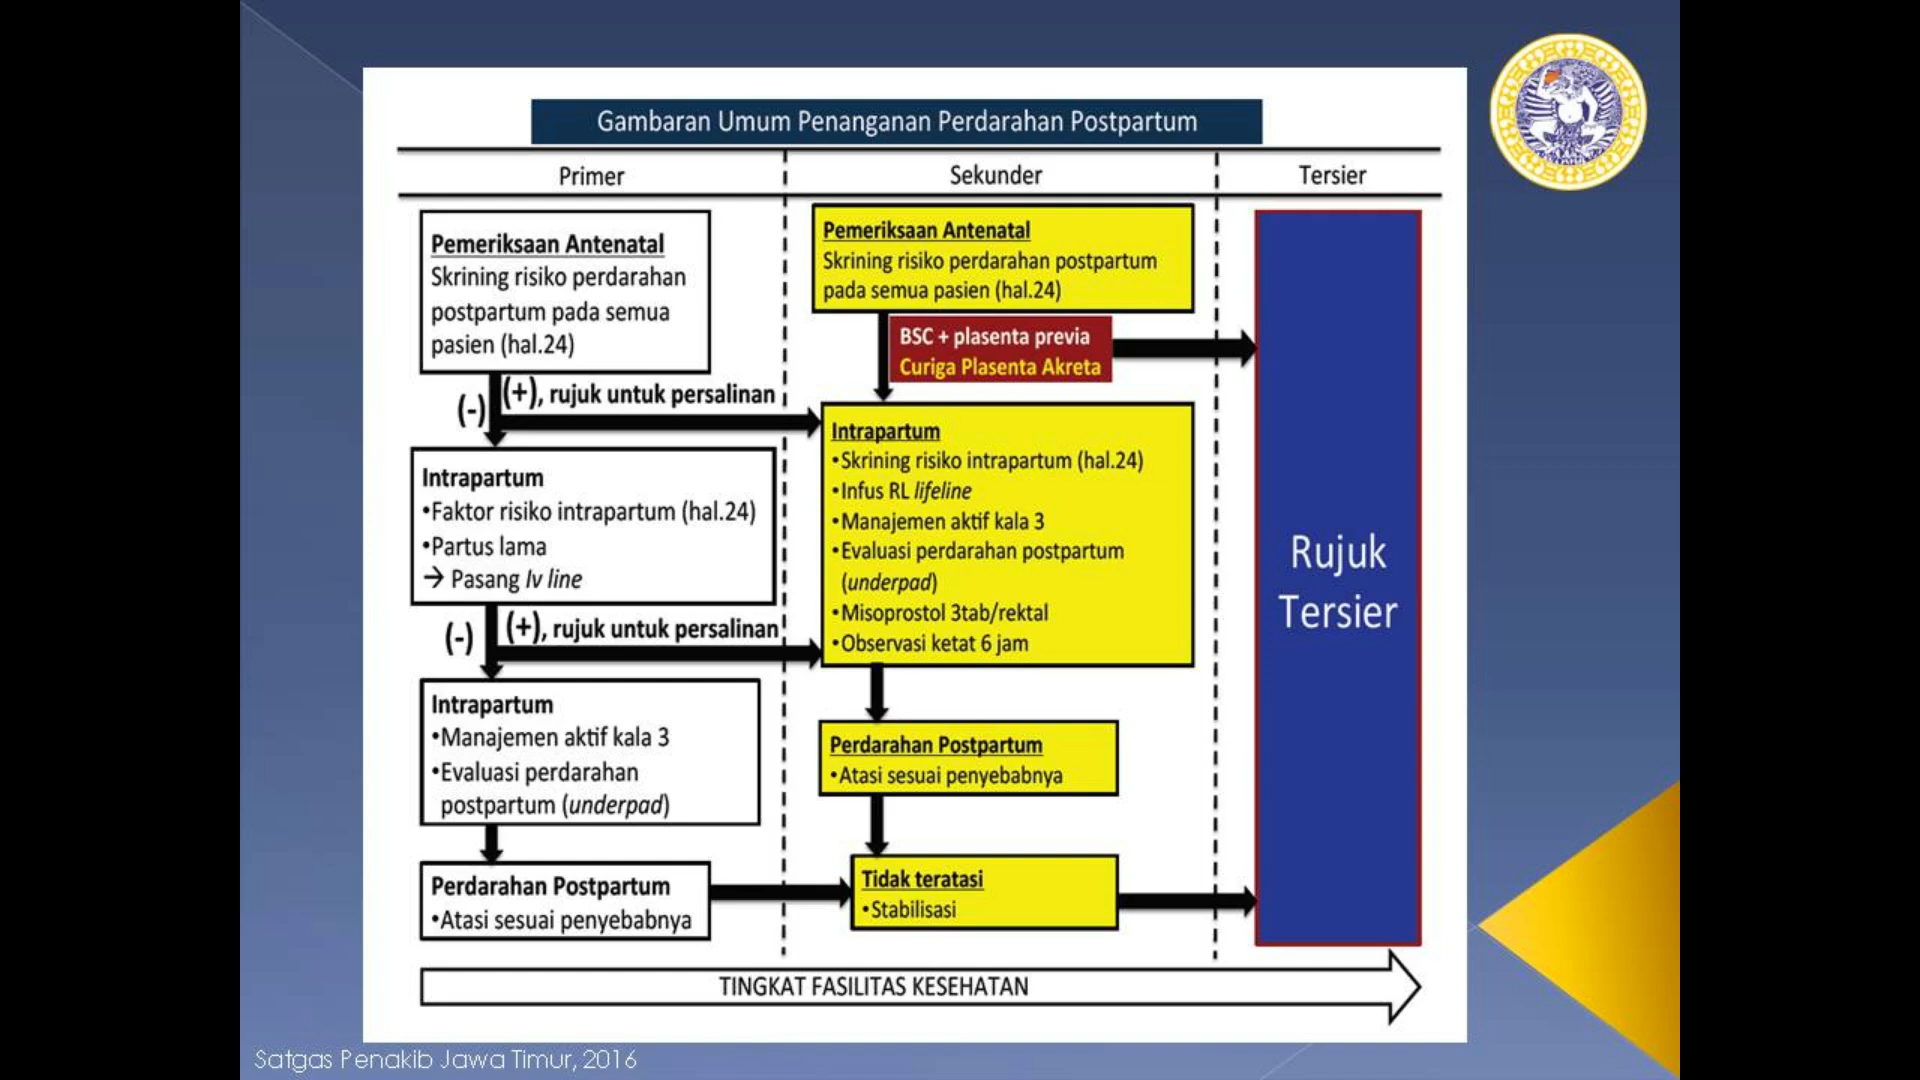 Gambaran Umum Penanganan Perdarahan Postpartum
Primer
Sekunder
Tersier
Pemeriksaan Antenatal
Skrining risiko perdarahan
postpartum pada semua
pasien (hal.24)
(-)
(+), rujuk untuk persalinan
Intrapartum
•Faktor risiko intrapartum (hal.24)
•Partus lama
→ Pasang Iv line
(-)
(+), rujuk untuk persalinan
Intrapartum
•Manajemen aktif kala 3
•Evaluasi perdarahan
postpartum (underpad)
Perdarahan Postpartum
•Atasi sesuai penyebabnya
Pemeriksaan Antenatal
Skrining risiko perdarahan postpartum
pada semua pasien (hal.24)
BSC + plasenta previa
Curiga Plasenta Akreta
Intrapartum
•Skrining risiko intrapartum (hal.24)
•Infus RL lifeline
•Manajemen aktif kala 3
•Evaluasi perdarahan postpartum
(underpad)
•Misoprostol 3tab/rektal
•Observasi ketat 6 jam
Perdarahan Postpartum
•Atasi sesuai penyebabnya
Tidak teratasi
•Stabilisasi
Rujuk
Tersier
TINGKAT FASILITAS KESEHATAN
Satgas Penakib Jawa Timur, 2016